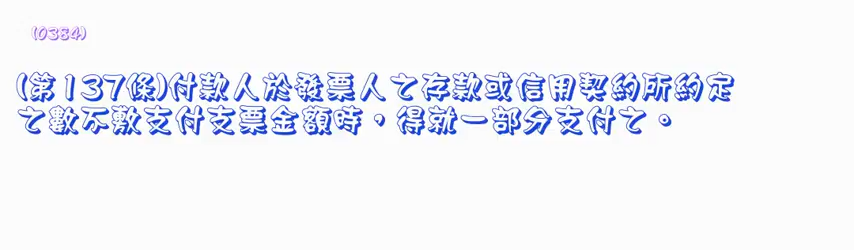 (0384)
(第137條)付款人於發票人之存款或信用契約所約定
之數不敷支付支票金額時，得就一部分支付之。